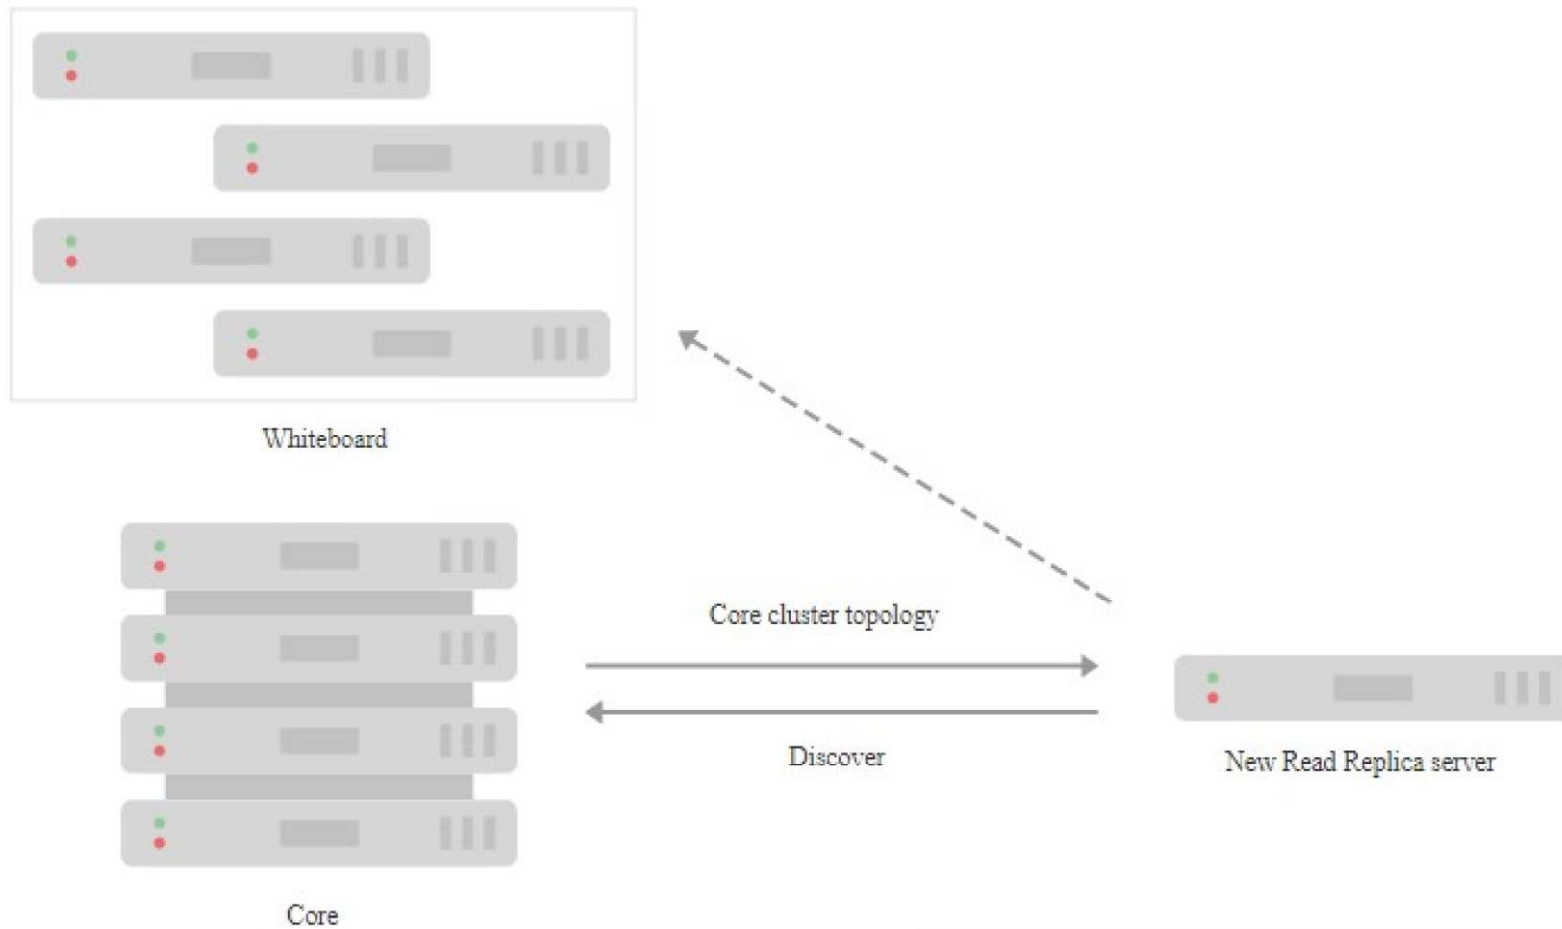 Whiteboard
Core cluster topology
Discover
New Read Replica server
Core